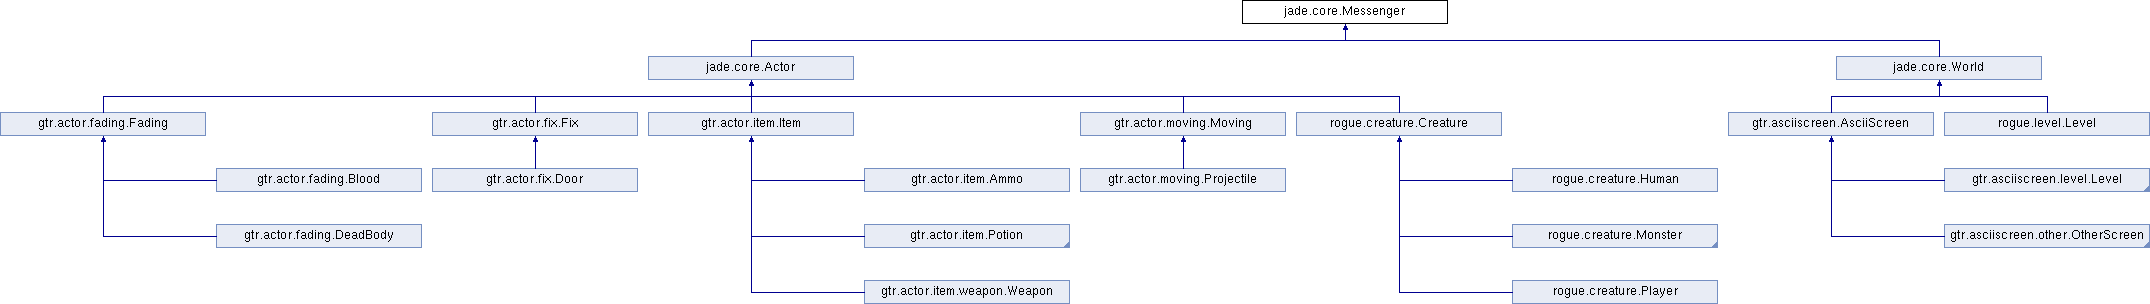 jade.core.Messenger
jade.core.Actor
jade.core.World
gtr.actor.fading.Fading
gtr.actor.fix.Fix
gtr.actor.item.Item
gtr.actor.moving.Moving
rogue.creature.Creature
gtr.asciiscreen.AsciiScreen
rogue.level.Level
gtr.actor.fading.Blood
gtr.actor.fix.Door
gtr.actor.item.Ammo
gtr.actor.moving.Projectile
rogue.creature.Human
gtr.asciiscreen.level.Level
gtr.actor.fading.DeadBody
gtr.actor.item.Potion
rogue.creature.Monster
gtr.asciiscreen.other.OtherScreen
gtr.actor.item.weapon.Weapon
rogue.creature.Player